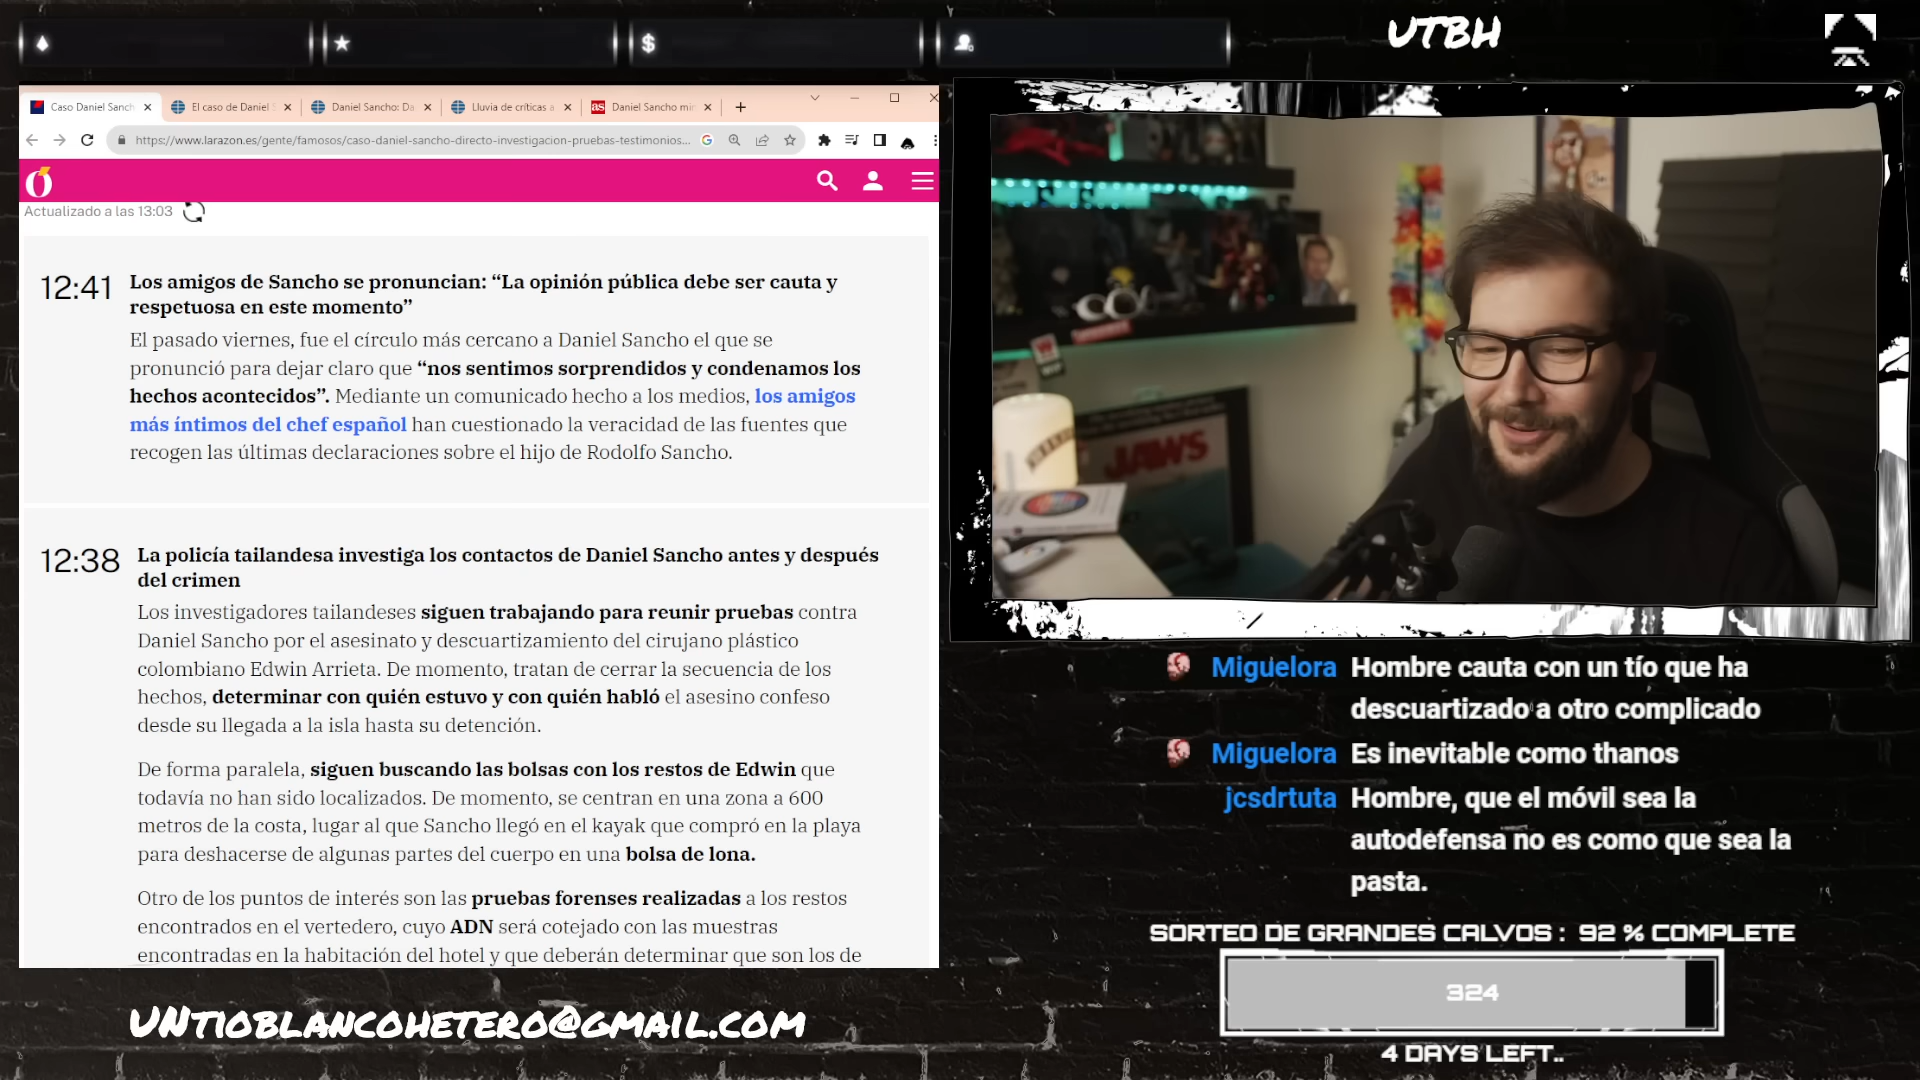 UTBH
Caso Daniel Sanch
El caso de Daniel S
Daniel Sancho: Da
Lluvia de críticas a
as
Daniel Sancho mi
https://www.larazon.es/gente/famosos/caso-daniel-sancho-directo-investigacion-pruebas-testimonios...
Actualizado a las 13:03
12:41
Los amigos de Sancho se pronuncian: “La opinión pública debe ser cauta y
respetuosa en este momento”
El pasado viernes, fue el círculo más cercano a Daniel Sancho el que se
pronunció para dejar claro que “nos sentimos sorprendidos y condenamos los
hechos acontecidos”. Mediante un comunicado hecho a los medios, los amigos
más íntimos del chef español han cuestionado la veracidad de las fuentes que
recogen las últimas declaraciones sobre el hijo de Rodolfo Sancho.
12:38
La policía tailandesa investiga los contactos de Daniel Sancho antes y después
del crimen
Los investigadores tailandeses siguen trabajando para reunir pruebas contra
Daniel Sancho por el asesinato y descuartizamiento del cirujano plástico
colombiano Edwin Arrieta. De momento, tratan de cerrar la secuencia de los
hechos, determinar con quién estuvo y con quién habló el asesino confeso
desde su llegada a la isla hasta su detención.
De forma paralela, siguen buscando las bolsas con los restos de Edwin que
todavía no han sido localizados. De momento, se centran en una zona a 600
metros de la costa, lugar al que Sancho llegó en el kayak que compró en la playa
para deshacerse de algunas partes del cuerpo en una bolsa de lona.
Otro de los puntos de interés son las pruebas forenses realizadas a los restos
encontrados en el vertedero, cuyo ADN será cotejado con las muestras
encontradas en la habitación del hotel y que deberán determinar que son los de
JAWS
Miguelora Hombre cauta con un tío que ha
descuartizado a otro complicado
Miguelora Es inevitable como thanos
jcsdrtuta Hombre, que el móvil sea la
autodefensa no es como que sea la
pasta.
SORTEO DE GRANDES CALVOS : 92 % COMPLETE
324
4 DAYS LEFT..
UNTIOBLANCOHETERO@GMAIL.COM